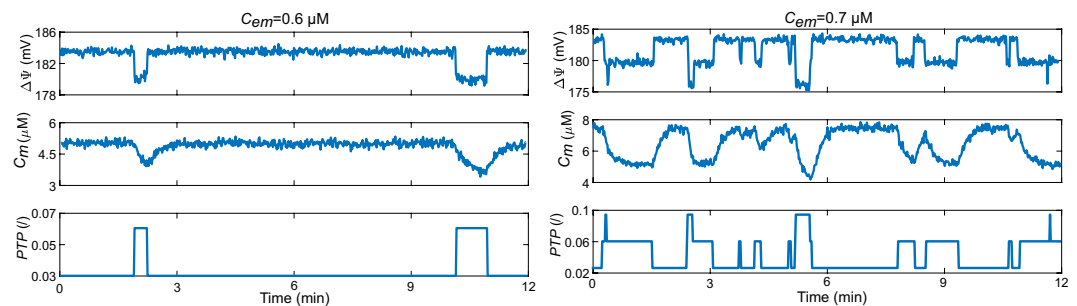 C_em=0.6 μM
186
182
178
ΔΨ (mV)
6
4.5
3
C_m (μM)
0.07
0.05
0.03
PTP (/)
0 3 6 9 12
Time (min)
C_em=0.7 μM
185
180
175
ΔΨ (mV)
8
6
4
C_m (μM)
0.1
0.06
0.02
PTP (/)
0 3 6 9 12
Time (min)